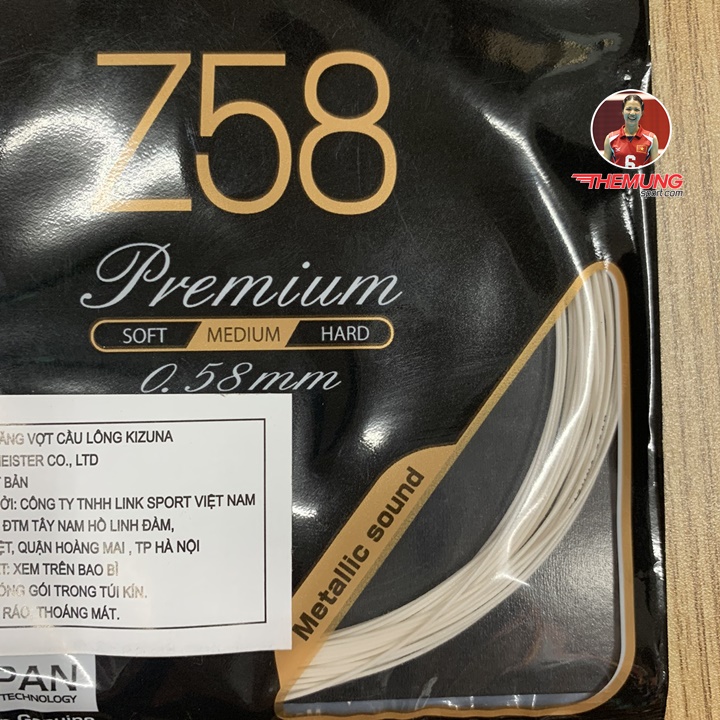 Z58
6
THEMUNG
sport.com
Premium
SOFT MEDIUM HARD
0.58mm
Metallic sound
ĂNG VỢT CẦU LÔNG KIZUNA
EISTER CO., LTD
BẢN
ỜI: CÔNG TY TNHH LINK SPORT VIỆT NAM
ĐTM TÂY NAM HỒ LINH ĐÀM,
ỆT, QUẬN HOÀNG MAI , TP HÀ NỘI
T: XEM TRÊN BAO BÌ
ÓNG GÓI TRONG TÚI KÍN.
RÁO, THOÁNG MÁT.
PAN
TECHNOLOGY